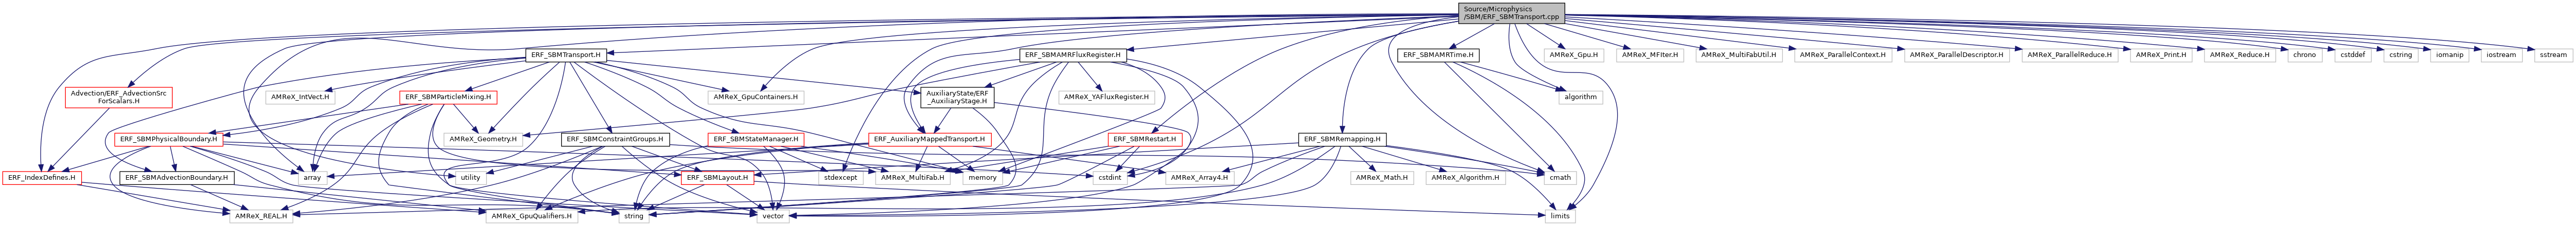 Source/Microphysics
/SBM/ERF_SBMTransport.cpp
ERF_SBMTransport.H
ERF_SBMAMRFluxRegister.H
ERF_SBMAMRTime.H
AMReX_Gpu.H
AMReX_MFIter.H
AMReX_MultiFabUtil.H
AMReX_ParallelContext.H
AMReX_ParallelDescriptor.H
AMReX_ParallelReduce.H
AMReX_Print.H
AMReX_Reduce.H
chrono
cstddef
cstring
iomanip
iostream
sstream
Advection/ERF_AdvectionSrc
ForScalars.H
AMReX_IntVect.H
ERF_SBMParticleMixing.H
AMReX_GpuContainers.H
AuxiliaryState/ERF
_AuxiliaryStage.H
AMReX_YAFluxRegister.H
algorithm
ERF_SBMPhysicalBoundary.H
AMReX_Geometry.H
ERF_SBMConstraintGroups.H
ERF_SBMStateManager.H
ERF_AuxiliaryMappedTransport.H
ERF_SBMRestart.H
ERF_SBMRemapping.H
ERF_IndexDefines.H
ERF_SBMAdvectionBoundary.H
array
utility
ERF_SBMLayout.H
stdexcept
AMReX_MultiFab.H
memory
cstdint
AMReX_Array4.H
AMReX_Math.H
AMReX_Algorithm.H
cmath
AMReX_REAL.H
AMReX_GpuQualifiers.H
string
vector
limits